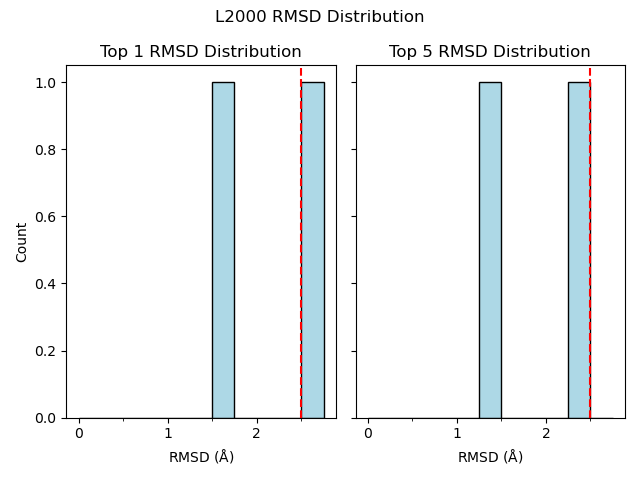 L2000 RMSD Distribution
Top 1 RMSD Distribution
Top 5 RMSD Distribution
1.0
0.8
0.6
0.4
0.2
0.0
Count
0 1 2
0 1 2
RMSD (Å)
RMSD (Å)